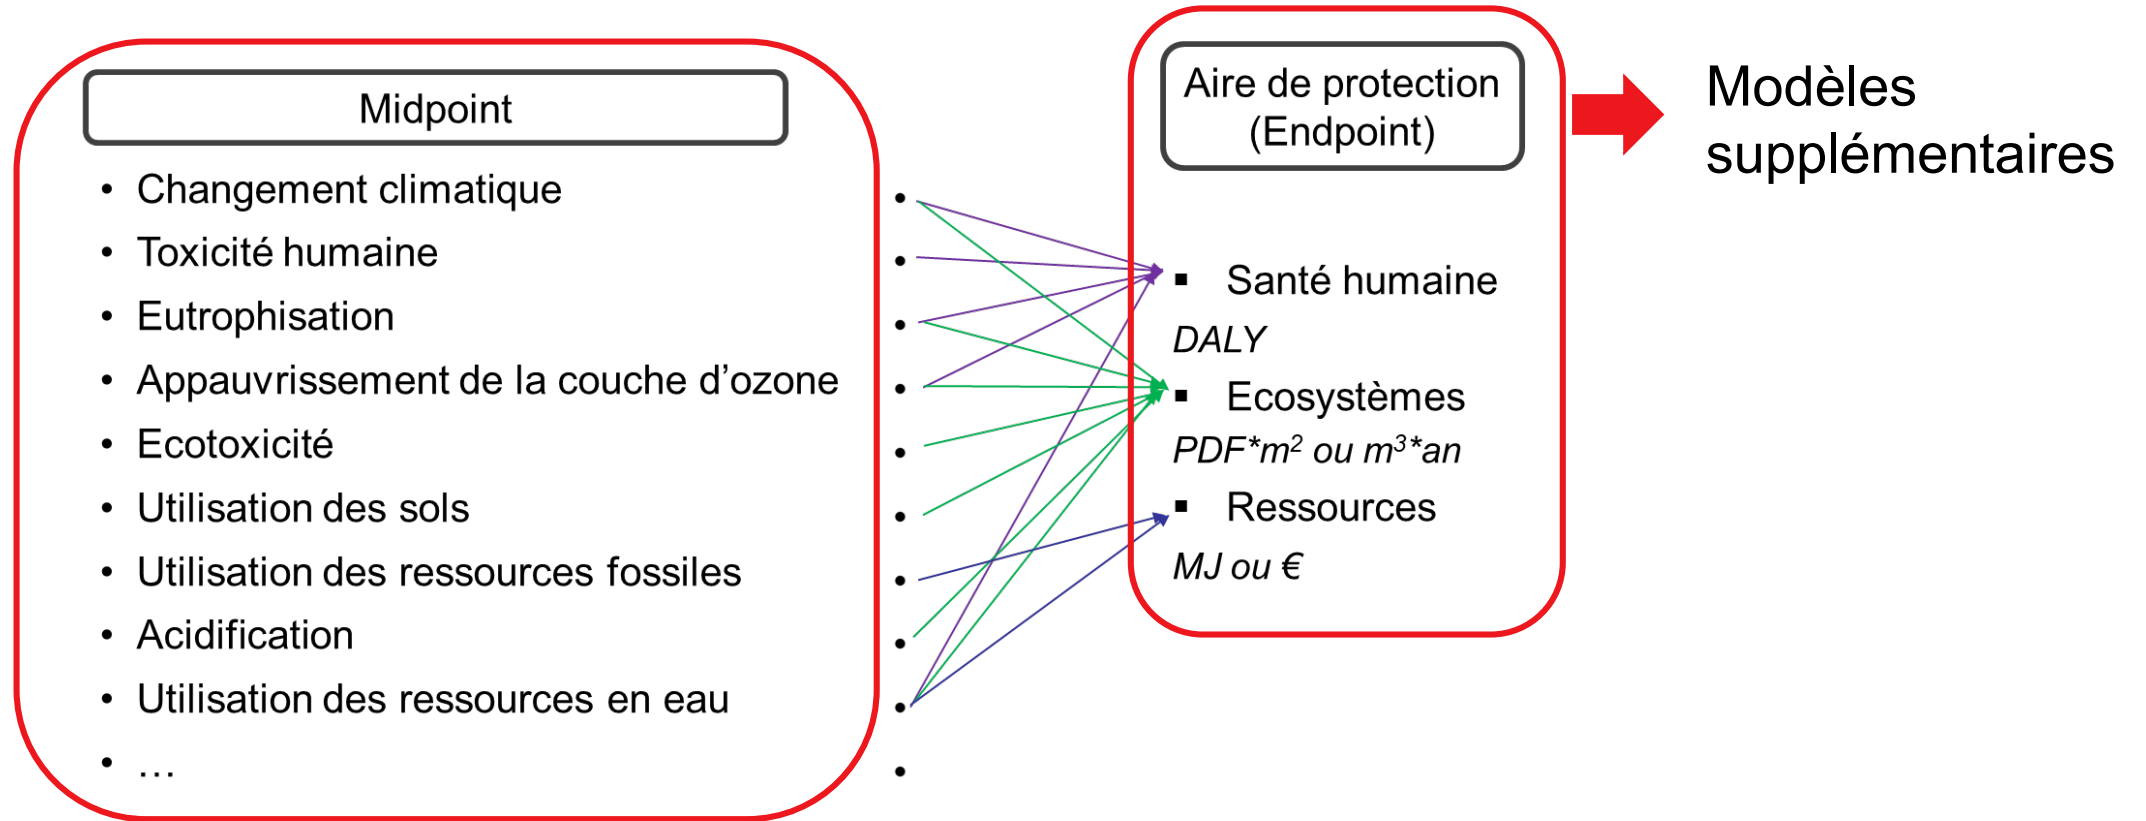 Midpoint
• Changement climatique
• Toxicité humaine
• Eutrophisation
• Appauvrissement de la couche d’ozone
• Ecotoxicité
• Utilisation des sols
• Utilisation des ressources fossiles
• Acidification
• Utilisation des ressources en eau
• …
Aire de protection
(Endpoint)
▪ Santé humaine
DALY
▪ Ecosystèmes
PDF*m² ou m³*an
▪ Ressources
MJ ou €
Modèles
supplémentaires